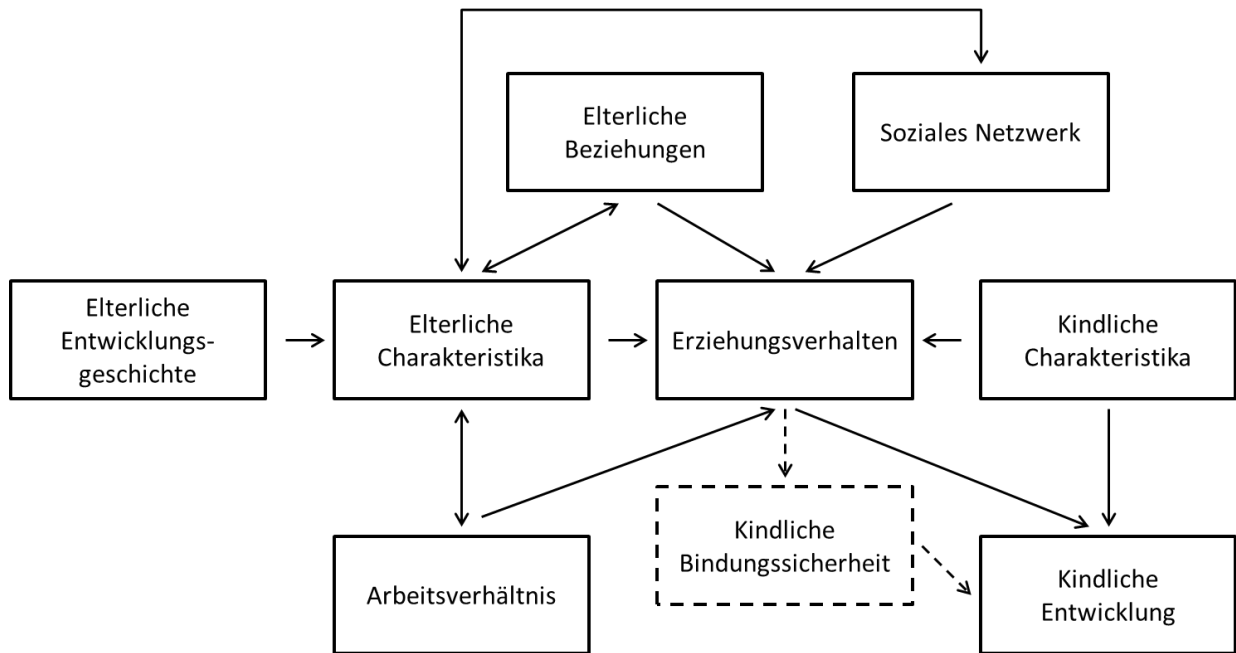 Elterliche
Beziehungen
Soziales Netzwerk
Elterliche
Entwicklungs-
geschichte
Elterliche
Charakteristika
Erziehungsverhalten
Kindliche
Charakteristika
Arbeitsverhältnis
Kindliche
Bindungssicherheit
Kindliche
Entwicklung